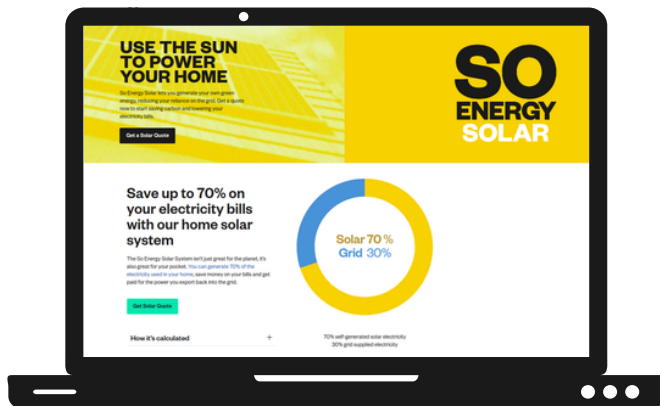 USE THE SUN
TO POWER
YOUR HOME
So Energy Solar lets you generate your own green
energy, reducing your reliance on the grid. Get a quote
now to start saving carbon and lowering your
electricity bills.
Get a Solar Quote
SO
ENERGY
SOLAR
Save up to 70% on
your electricity bills
with our home solar
system
The So Energy Solar System isn't just great for the planet, it's
also great for your pocket. You can generate 70% of the
electricity used in your home, save money on your bills and get
paid for the power you export back into the grid.
Get Solar Quote
How it's calculated +
Solar 70 %
Grid 30%
70% self-generated solar electricity
30% grid supplied electricity